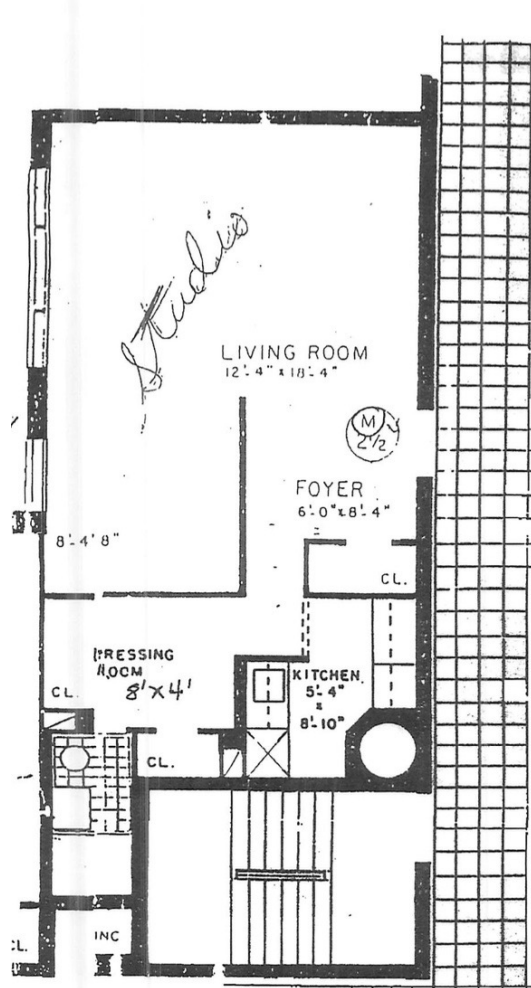 Studio
LIVING ROOM
12'-4" x 18'-4"
M
2 1/2
FOYER
6'-0" x 8'-4"
8'-4' 8"
CL.
DRESSING
ROOM
8' X 4'
CL.
KITCHEN
5'-4"
x
8'-10"
CL.
INC
CL.